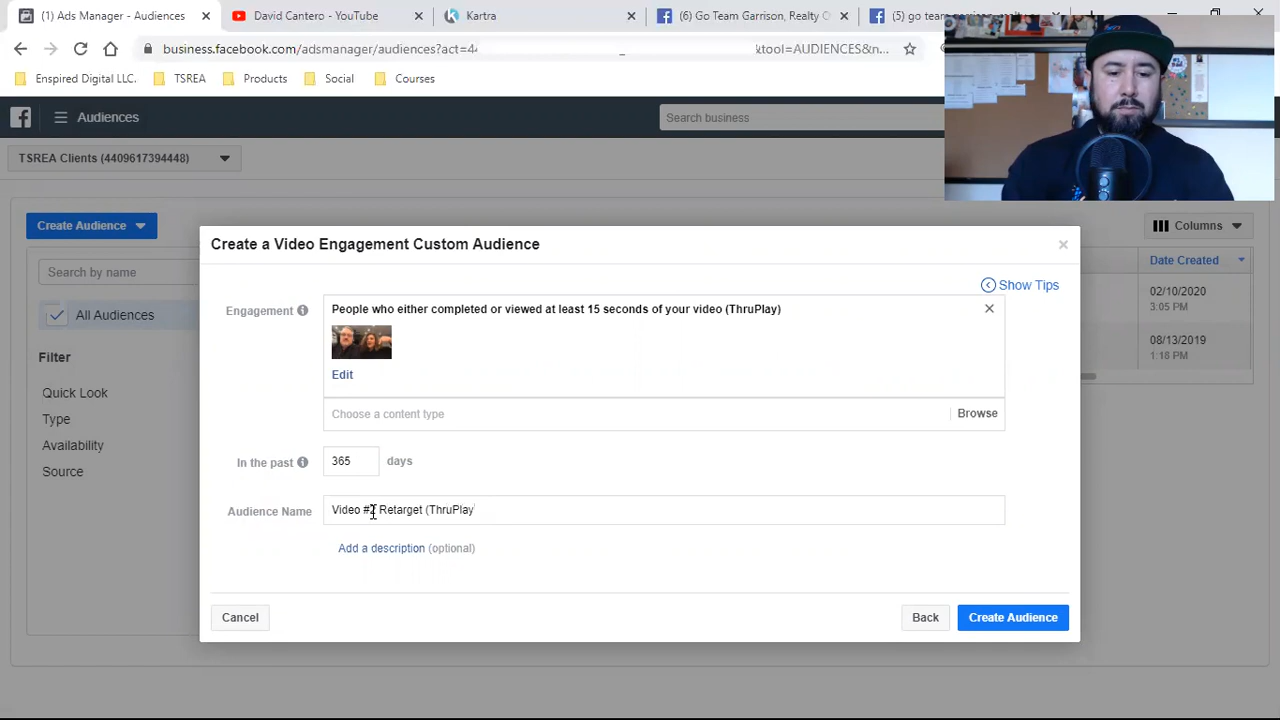 (1) Ads Manager - Audiences
David Cantero - YouTube
Kartra
(6) Go Team Garrison, Realty O
business.facebook.com/adsmanager/audiences?act=4
ktool=AUDIENCES&n...
Enspired Digital LLC.
TSREA
Products
Social
Courses
Audiences
Search business
TSREA Clients (4409617394448)
Create Audience
Columns
Search by name
Date Created
All Audiences
02/10/2020
3:05 PM
08/13/2019
1:18 PM
Filter
Quick Look
Type
Availability
Source
Create a Video Engagement Custom Audience
Show Tips
Engagement
People who either completed or viewed at least 15 seconds of your video (ThruPlay)
Edit
Choose a content type
Browse
In the past
365
days
Audience Name
Video # Retarget (ThruPlay
Add a description (optional)
Cancel
Back
Create Audience